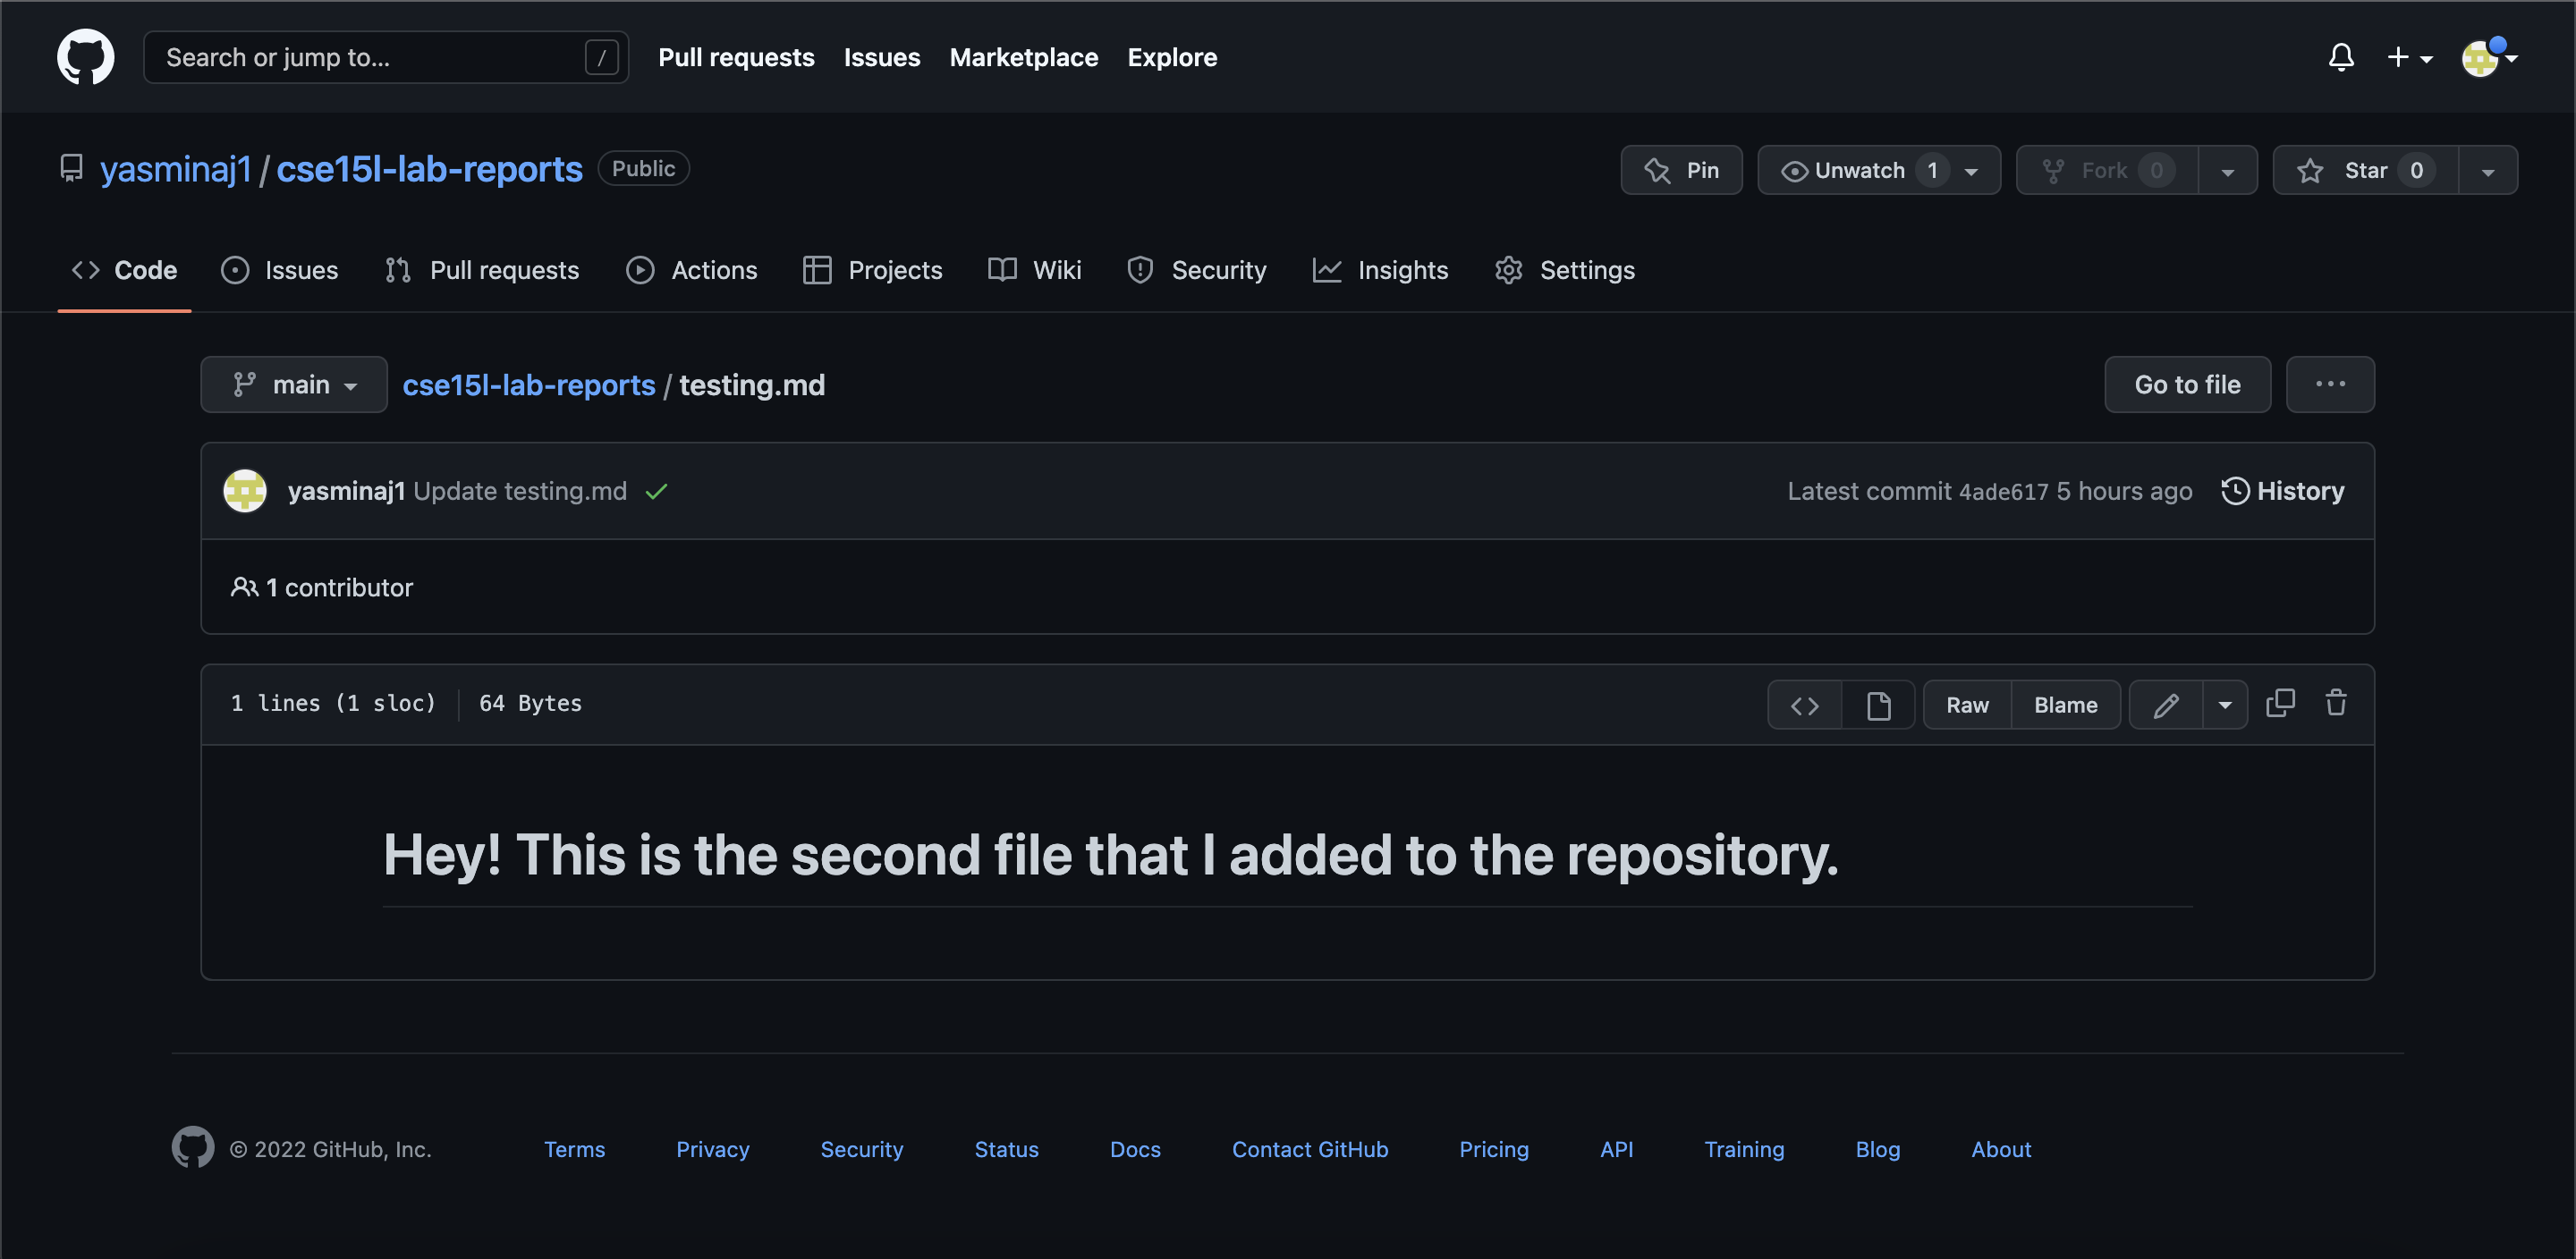 Search or jump to... / Pull requests Issues Marketplace Explore
yasminaj1 / cse15l-lab-reports Public Pin Unwatch 1 Fork 0 Star 0
Code Issues Pull requests Actions Projects Wiki Security Insights Settings
main cse15l-lab-reports / testing.md Go to file ...
yasminaj1 Update testing.md Latest commit 4ade617 5 hours ago History
1 contributor
1 lines (1 sloc) 64 Bytes Raw Blame
Hey! This is the second file that I added to the repository.
© 2022 GitHub, Inc. Terms Privacy Security Status Docs Contact GitHub Pricing API Training Blog About